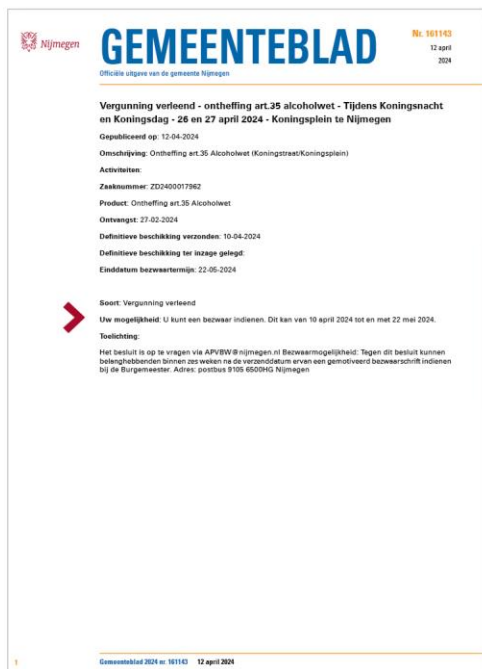 Nijmegen
GEMEENTEBLAD
Officiële uitgave van de gemeente Nijmegen
Nr. 161143
12 april
2024
Vergunning verleend - ontheffing art.35 alcoholwet - Tijdens Koningsnacht
en Koningsdag - 26 en 27 april 2024 - Koningsplein te Nijmegen
Gepubliceerd op: 12-04-2024
Omschrijving: Ontheffing art.35 Alcoholwet (Koningstraat/Koningsplein)
Activiteiten:
Zaaknummer: ZD2400017962
Product: Ontheffing art.35 Alcoholwet
Ontvangst: 27-02-2024
Definitieve beschikking verzonden: 10-04-2024
Definitieve beschikking ter inzage gelegd:
Einddatum bezwaartermijn: 22-05-2024
Soort: Vergunning verleend
Uw mogelijkheid: U kunt een bezwaar indienen. Dit kan van 10 april 2024 tot en met 22 mei 2024.
Toelichting:
Het besluit is op te vragen via APVBW@nijmegen.nl Bezwaarmogelijkheid: Tegen dit besluit kunnen
belanghebbenden binnen zes weken na de verzenddatum ervan een gemotiveerd bezwaarschrift indienen
bij de Burgemeester. Adres: postbus 9105 6500HG Nijmegen
1
Gemeenteblad 2024 nr. 161143 12 april 2024